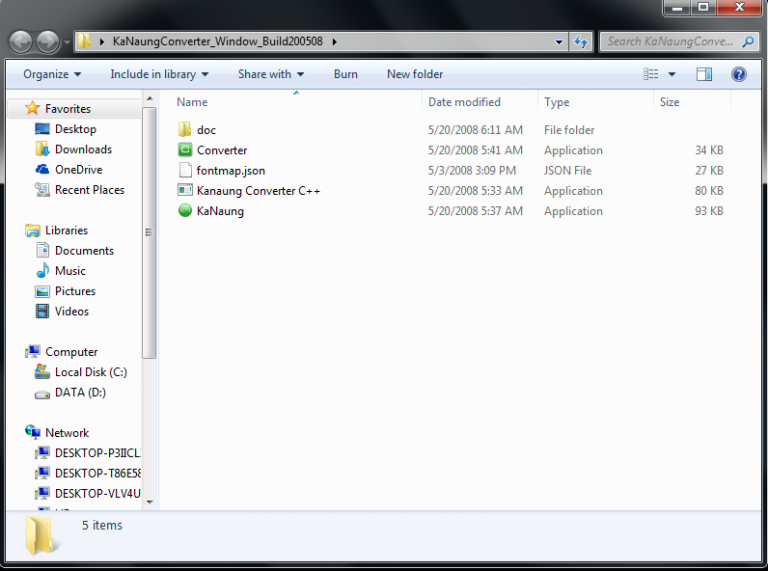 KaNaungConverter_Window_Build200508
Search KaNaungConve...
Organize Include in library Share with Burn New folder
Favorites
Desktop
Downloads
OneDrive
Recent Places
Libraries
Documents
Music
Pictures
Videos
Computer
Local Disk (C:)
DATA (D:)
Network
DESKTOP-P3IICL
DESKTOP-T86E58
DESKTOP-VLV4U
Name Date modified Type Size
doc 5/20/2008 6:11 AM File folder
Converter 5/20/2008 5:41 AM Application 34 KB
fontmap.json 5/3/2008 3:09 PM JSON File 27 KB
Kanaung Converter C++ 5/20/2008 5:33 AM Application 80 KB
KaNaung 5/20/2008 5:37 AM Application 93 KB
5 items